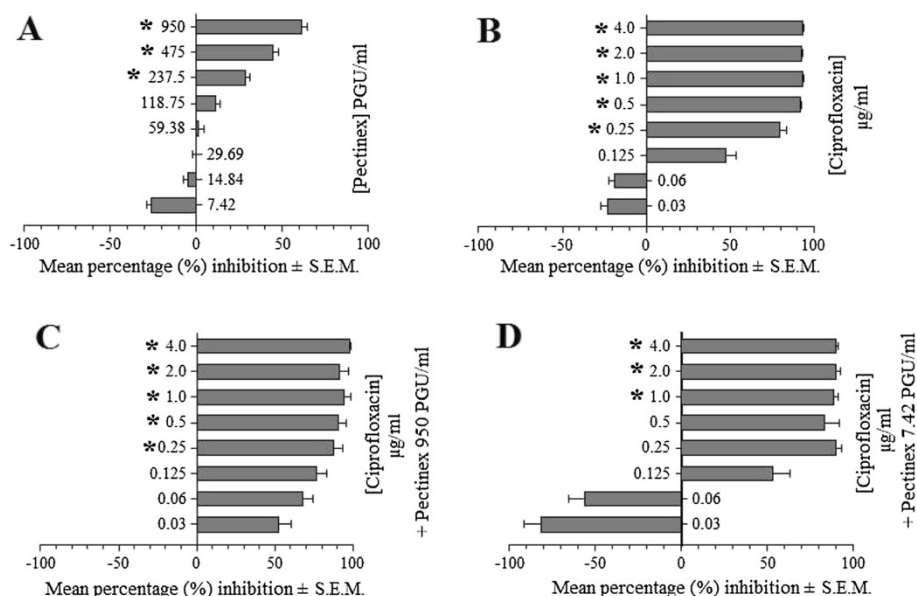 A
* 950
* 475
* 237.5
118.75
59.38
29.69
14.84
7.42
[Pectinex] PGU/ml
-100 -50 0 50 100
Mean percentage (%) inhibition ± S.E.M.
B
* 4.0
* 2.0
* 1.0
* 0.5
* 0.25
0.125
0.06
0.03
[Ciprofloxacin]
µg/ml
-100 -50 0 50 100
Mean percentage (%) inhibition ± S.E.M.
C
* 4.0
* 2.0
* 1.0
* 0.5
* 0.25
0.125
0.06
0.03
[Ciprofloxacin]
µg/ml
+ Pectinex 950 PGU/ml
-100 -50 0 50 100
Mean percentage (%) inhibition ± S.E.M.
D
* 4.0
* 2.0
* 1.0
0.5
0.25
0.125
0.06
0.03
[Ciprofloxacin]
µg/ml
+ Pectinex 7.42 PGU/ml
-100 -50 0 50 100
Mean percentage (%) inhibition ± S.E.M.